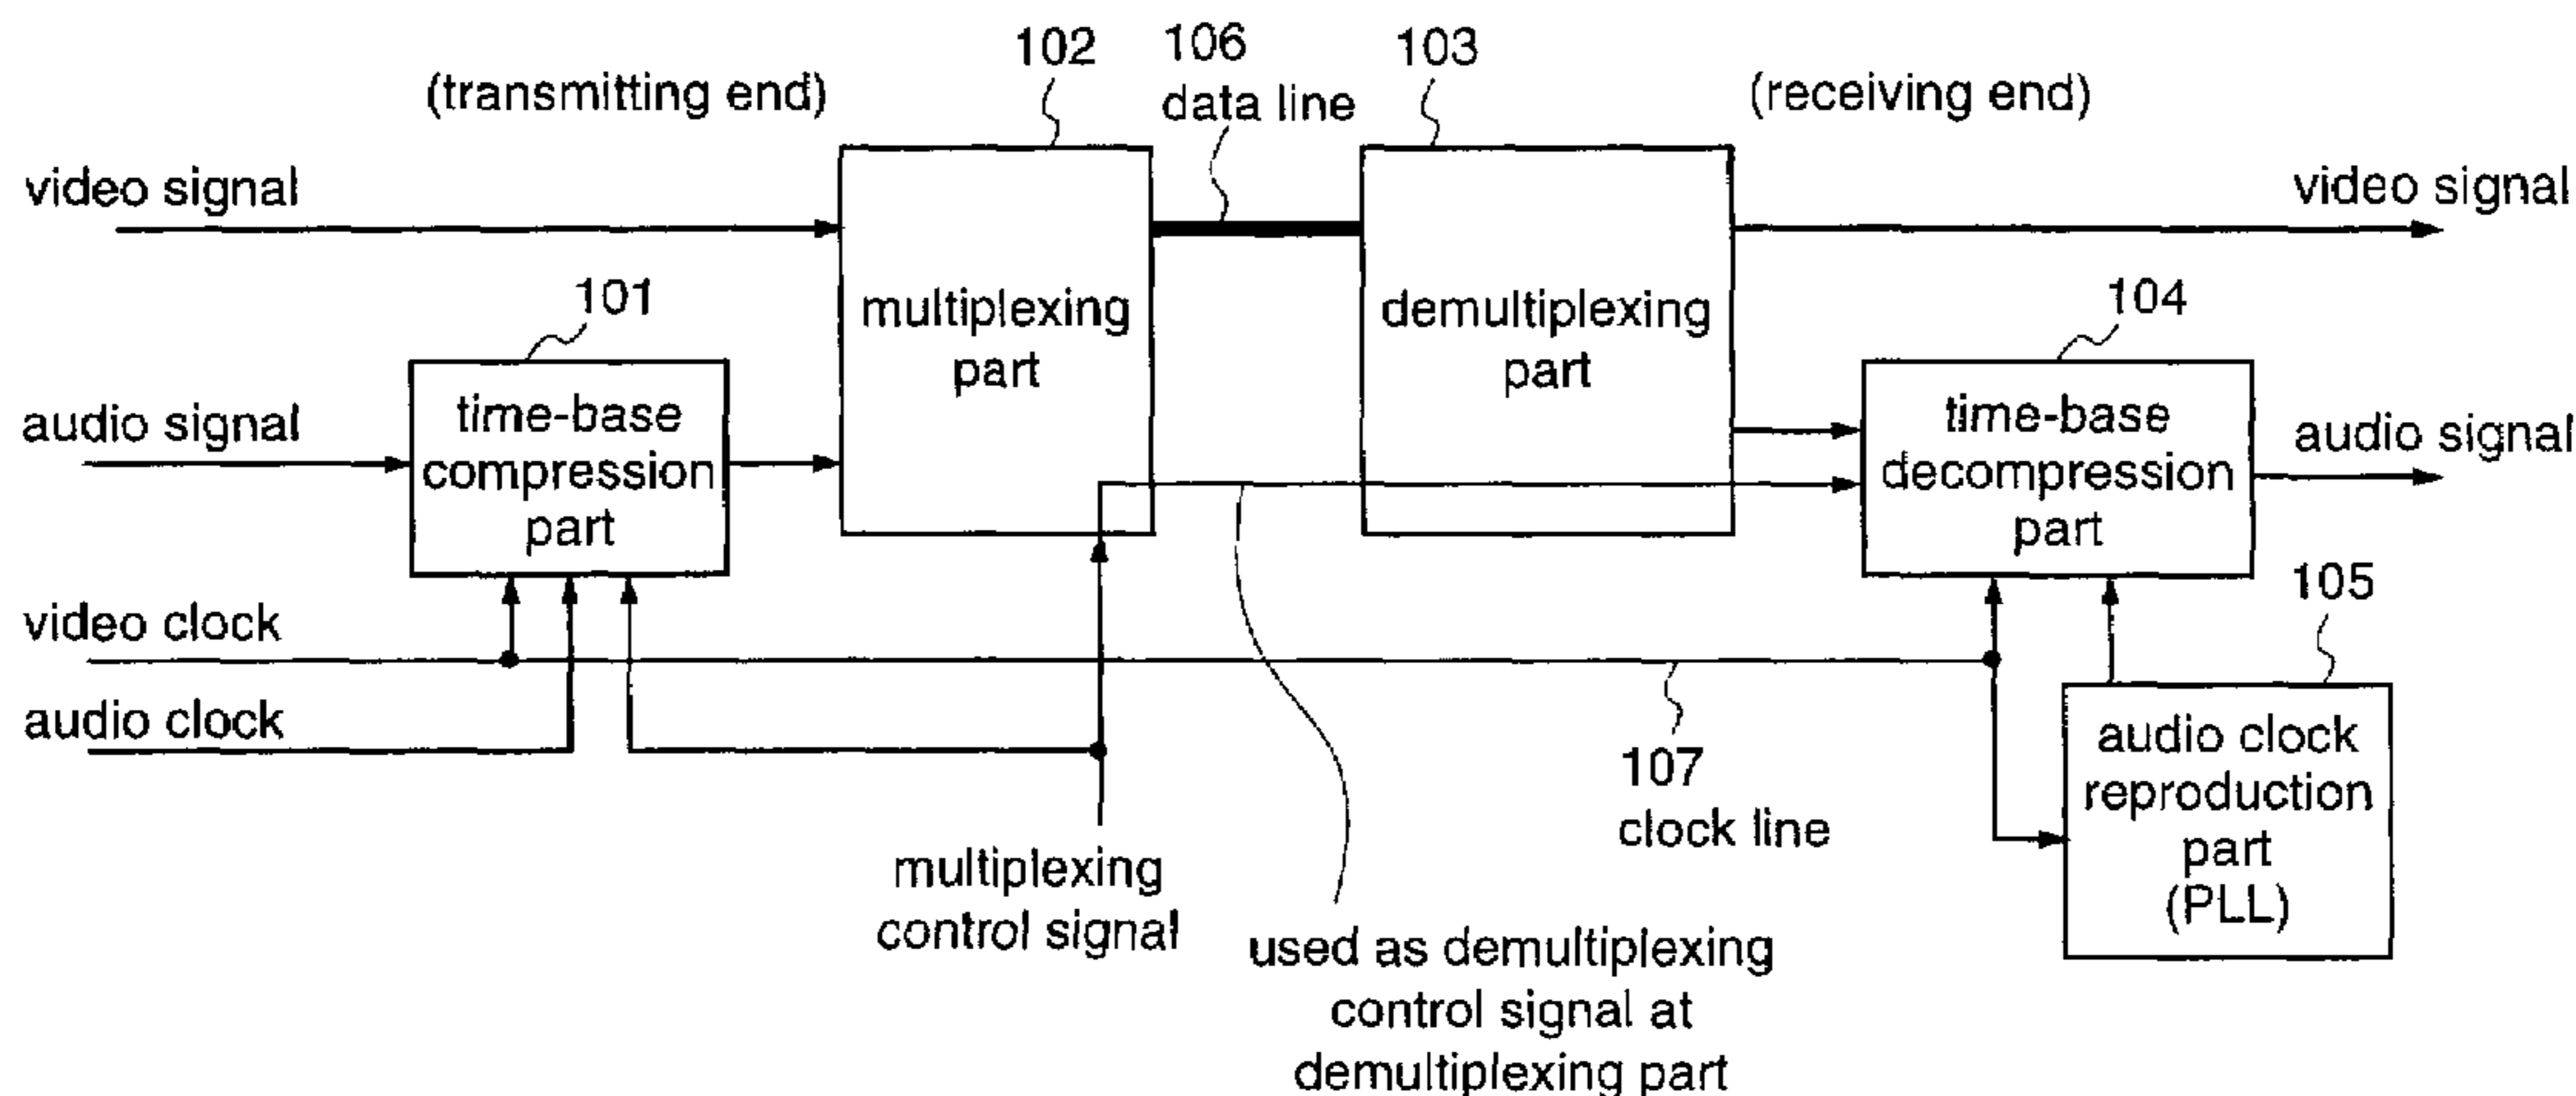 102
106
data line
103
(transmitting end)
(receiving end)
video signal
video signal
101
multiplexing
part
demultiplexing
part
104
audio signal
time-base
compression
part
time-base
decompression
part
audio signal
video clock
105
audio clock
107
clock line
audio clock
reproduction
part
(PLL)
multiplexing
control signal
used as demultiplexing
control signal at
demultiplexing part